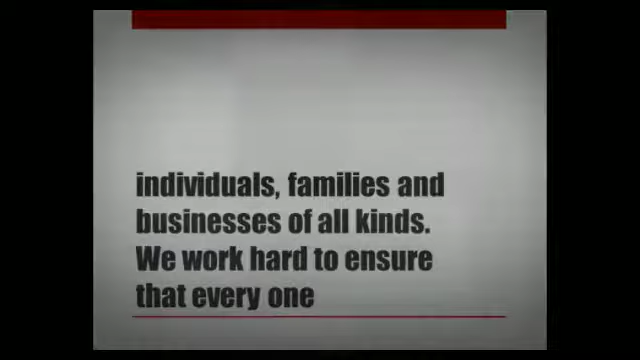 individuals, families and
businesses of all kinds.
We work hard to ensure
that every one